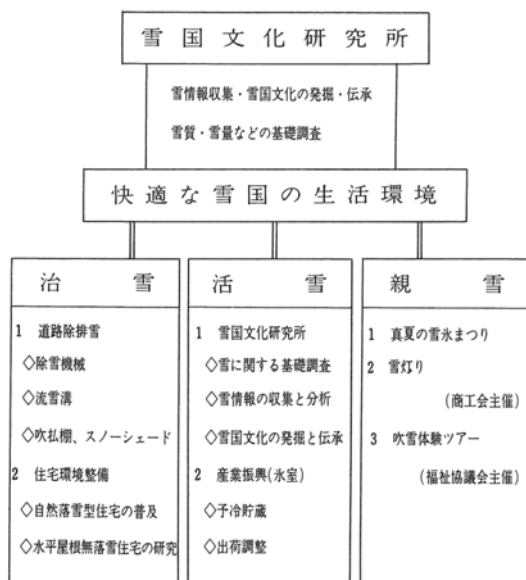 雪国文化研究所
雪情報収集・雪国文化の発掘・伝承
雪質・雪量などの基礎調査
快適な雪国の生活環境
治雪
1 道路除排雪
◇除雪機械
◇流雪溝
◇吹払棚、スノーシェード
2 住宅環境整備
◇自然落雪型住宅の普及
◇水平屋根無落雪住宅の研究
活雪
1 雪国文化研究所
◇雪に関する基礎調査
◇雪情報の収集と分析
◇雪国文化の発掘と伝承
2 産業振興(氷室)
◇予冷貯蔵
◇出荷調整
親雪
1 真夏の雪氷まつり
2 雪灯り
(商工会主催)
3 吹雪体験ツアー
(福祉協議会主催)